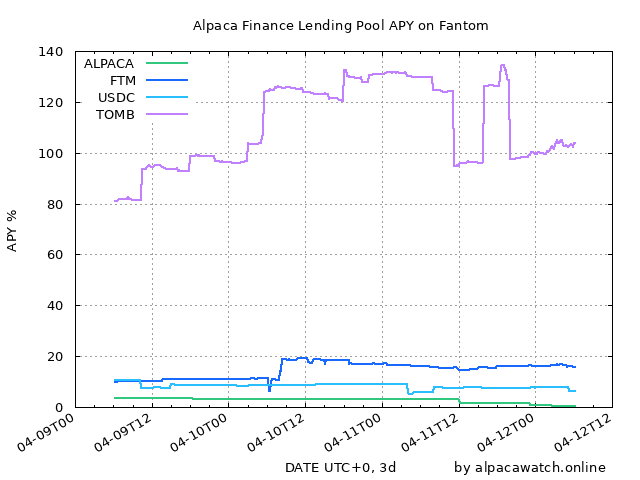 Alpaca Finance Lending Pool APY on Fantom
140
120
100
80
60
40
20
0
APY %
ALPACA
FTM
USDC
TOMB
04-09T00
04-09T12
04-10T00
04-10T12
04-11T00
04-11T12
04-12T00
04-12T12
DATE UTC+0, 3d
by alpacawatch.online